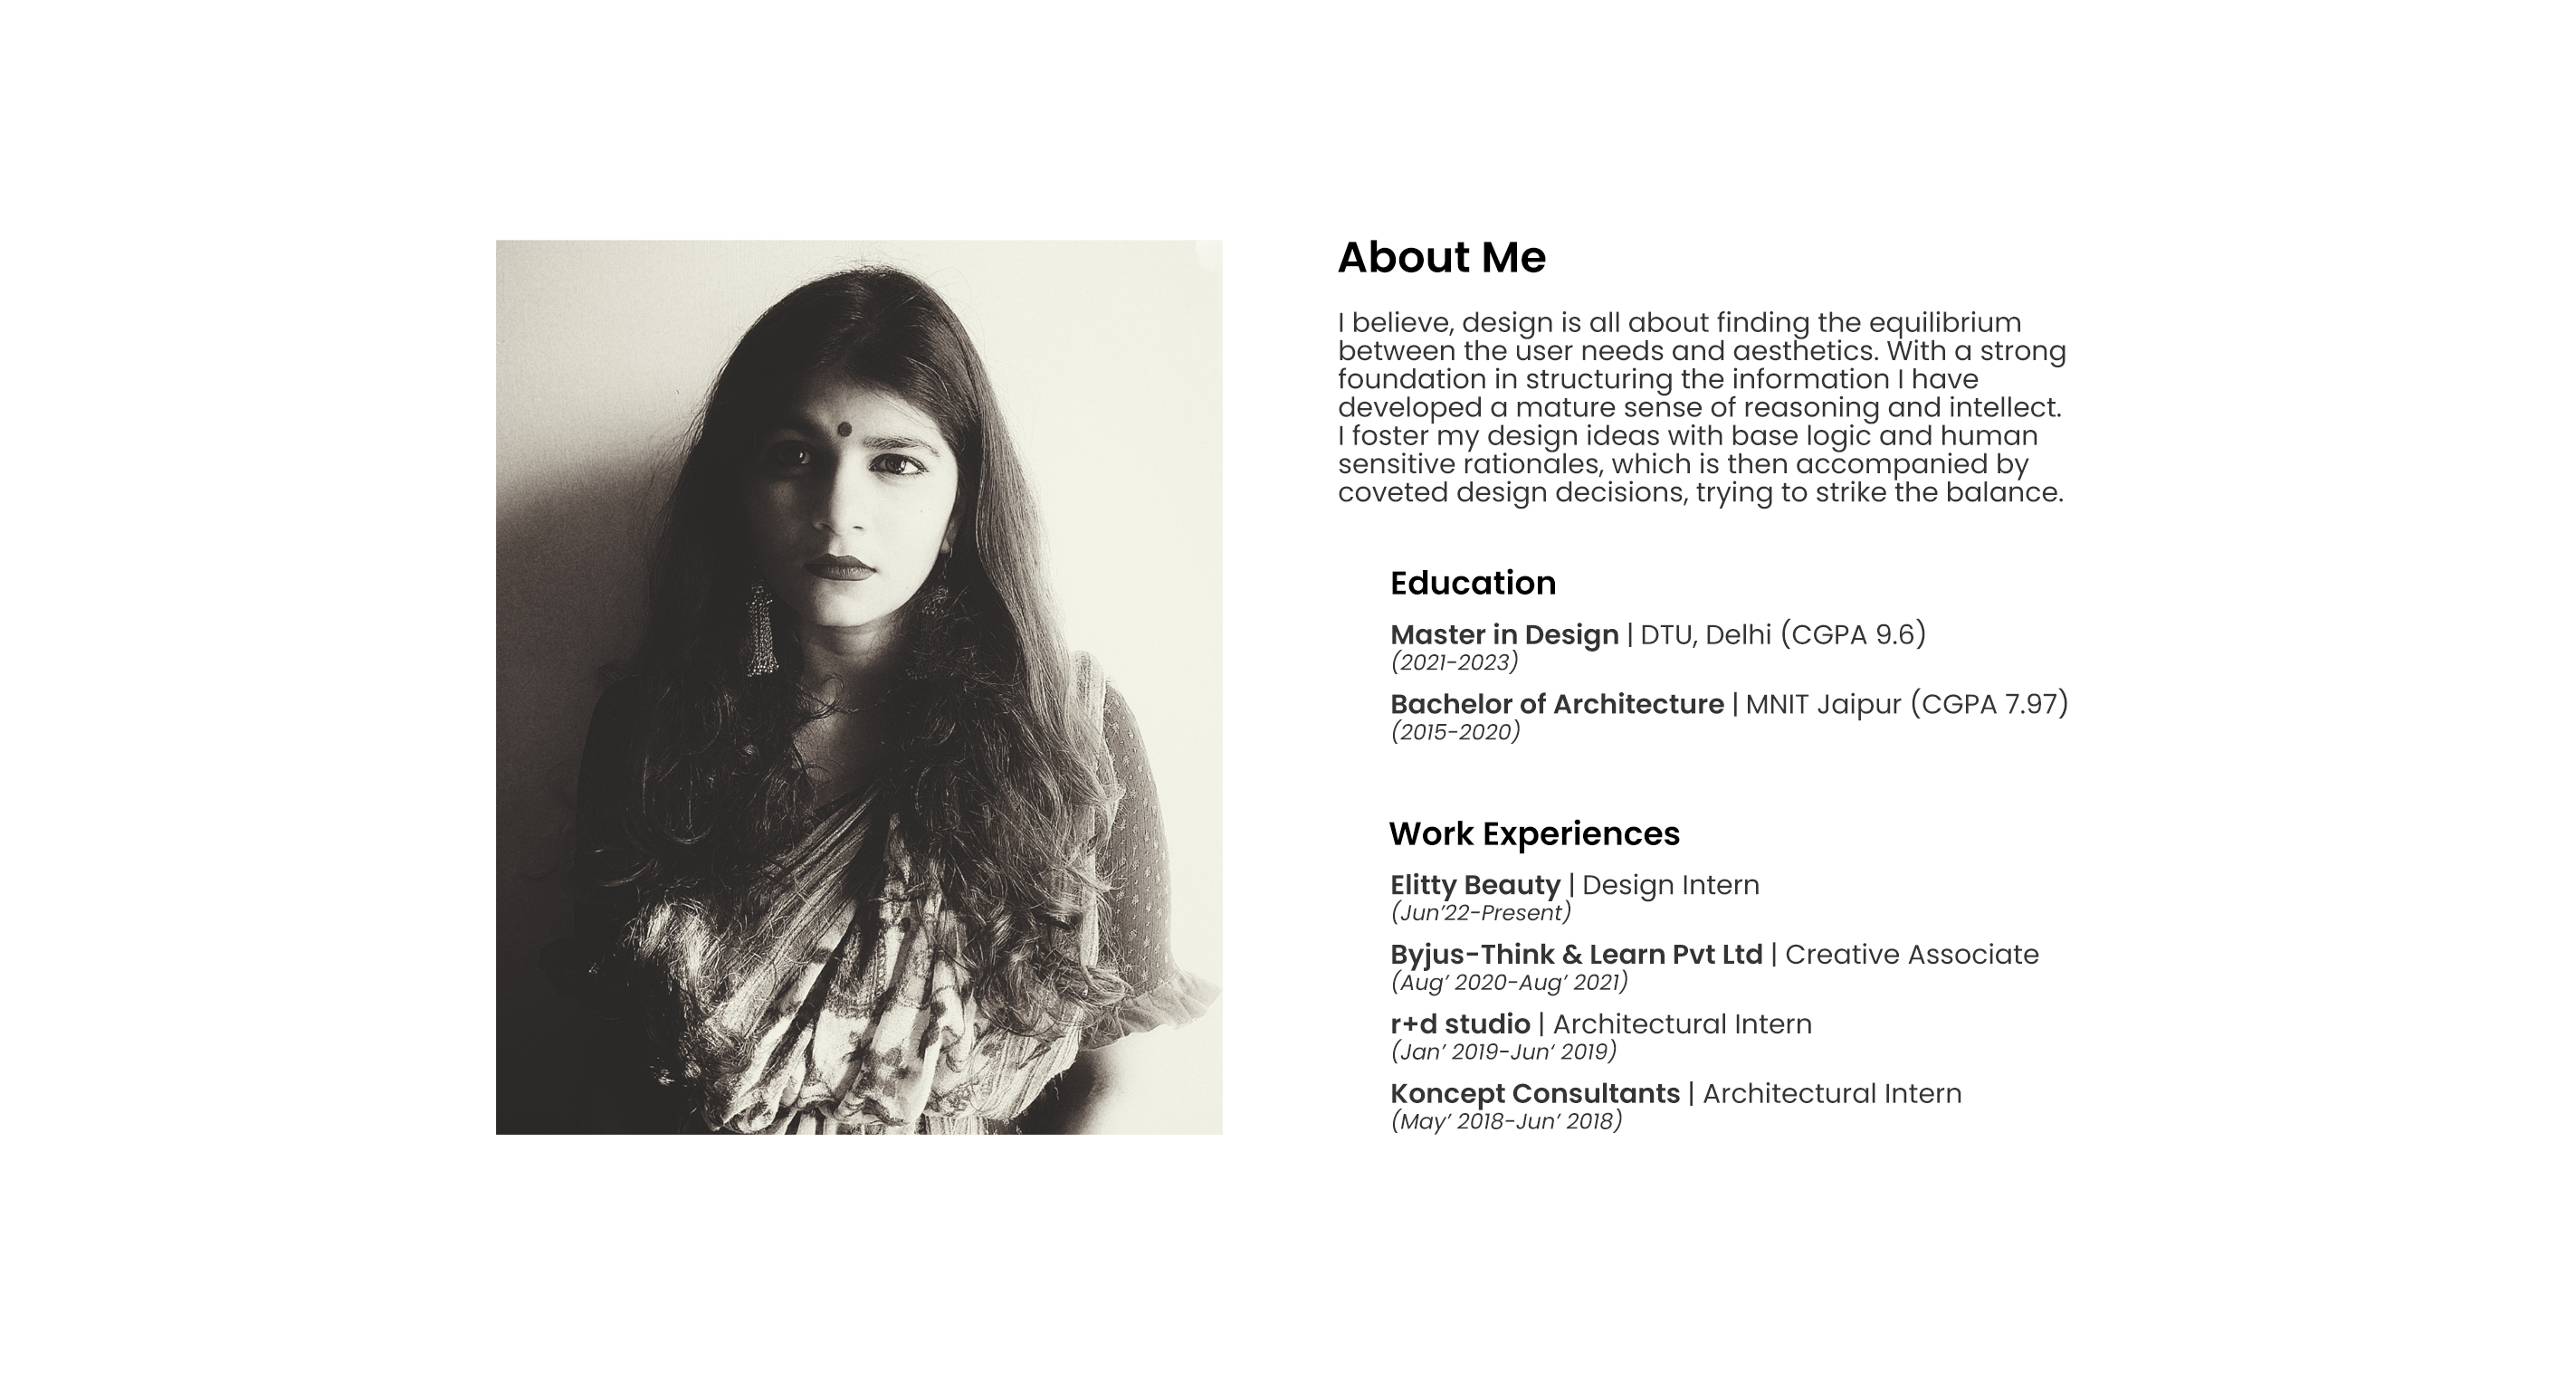 About Me
I believe, design is all about finding the equilibrium
between the user needs and aesthetics. With a strong
foundation in structuring the information I have
developed a mature sense of reasoning and intellect.
I foster my design ideas with base logic and human
sensitive rationales, which is then accompanied by
coveted design decisions, trying to strike the balance.
Education
Master in Design | DTU, Delhi (CGPA 9.6)
(2021-2023)
Bachelor of Architecture | MNIT Jaipur (CGPA 7.97)
(2015-2020)
Work Experiences
Elitty Beauty | Design Intern
(Jun’22-Present)
Byjus-Think & Learn Pvt Ltd | Creative Associate
(Aug’ 2020-Aug’ 2021)
r+d studio | Architectural Intern
(Jan’ 2019-Jun‘ 2019)
Koncept Consultants | Architectural Intern
(May’ 2018-Jun’ 2018)